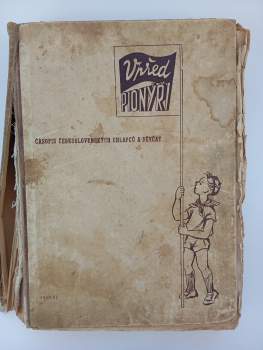 Vpřed
PIONÝŘI
ČASOPIS ČESKOSLOVENSKÝCH CHLAPCŮ A DĚVČAT